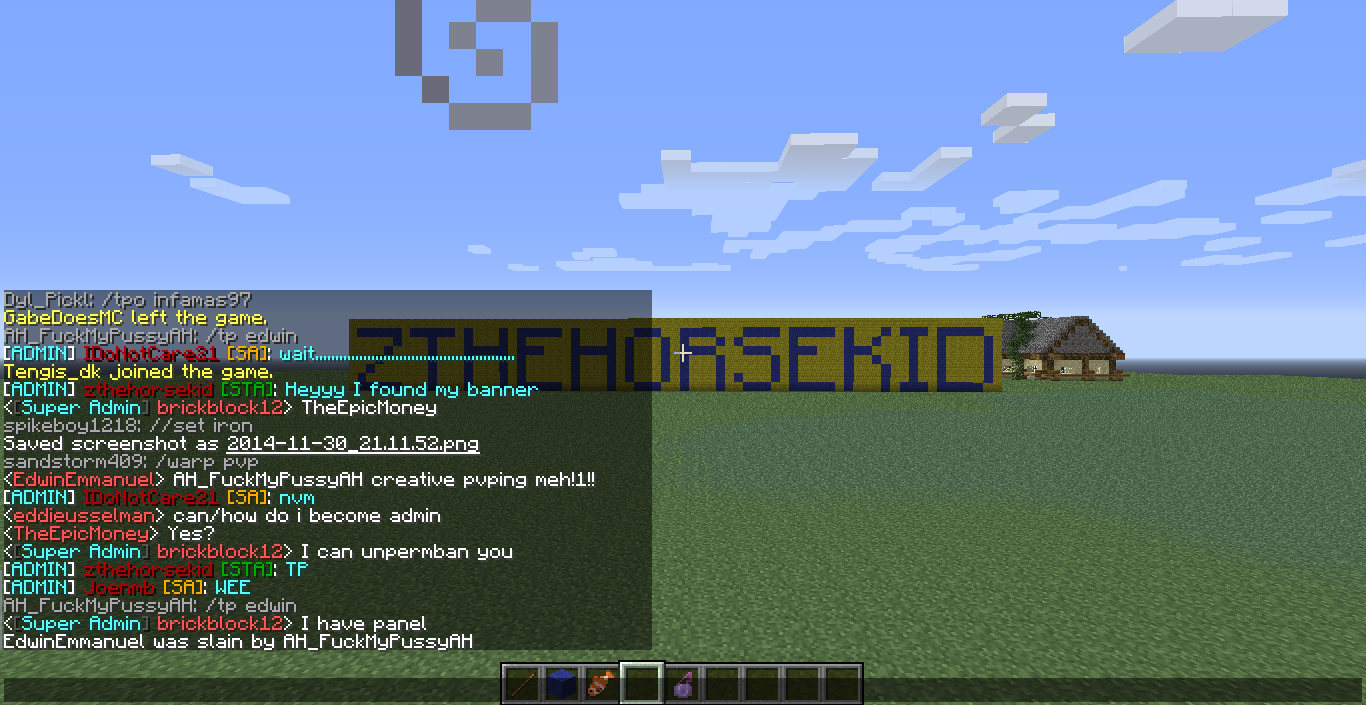 Dyl_Pickl: /tpo infamas97
GabeDoesMC left the game.
AH_FuckMyPussyAH: /tp edwin
[ADMIN] IDoNotCare21 [SA]: wait.......................................
Tengis_dk joined the game.
[ADMIN] zthehorsekid [STA]: Heyyy I found my banner
<[Super Admin] brickblock12> TheEpicMoney
spikeboy1218: //set iron
Saved screenshot as 2014-11-30_21.11.52.png
sandstorm409: /warp pvp
<EdwinEmmanuel> AH_FuckMyPussyAH creative pvping meh!1!!
[ADMIN] IDoNotCare21 [SA]: nvm
<eddieusselman> can/how do i become admin
<TheEpicMoney> Yes?
<[Super Admin] brickblock12> I can unpermban you
[ADMIN] zthehorsekid [STA]: TP
[ADMIN] Joenmb [SA]: WEE
AH_FuckMyPussyAH: /tp edwin
<[Super Admin] brickblock12> I have panel
EdwinEmmanuel was slain by AH_FuckMyPussyAH
ZTHEHORSEKID